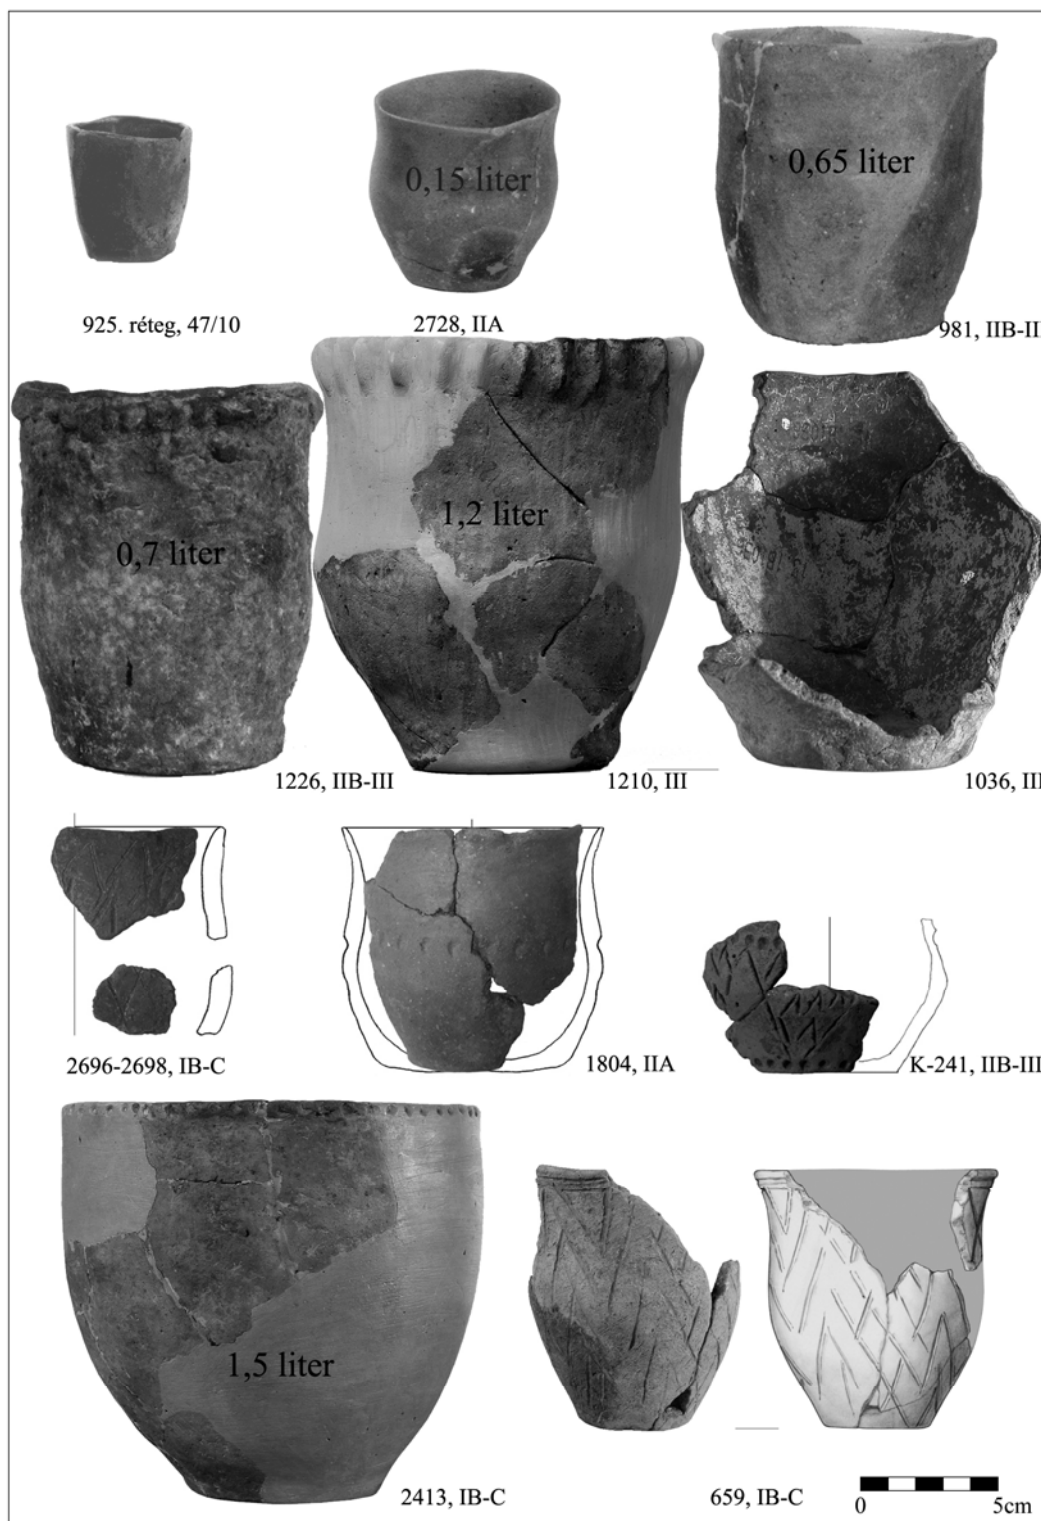 0,15 liter
0,65 liter
925. réteg, 47/10
2728, IIA
981, IIB-III
0,7 liter
1,2 liter
1226, IIB-III
1210, III
1036, III
2696-2698, IB-C
1804, IIA
K-241, IIB-III
1,5 liter
2413, IB-C
659, IB-C
0 5cm